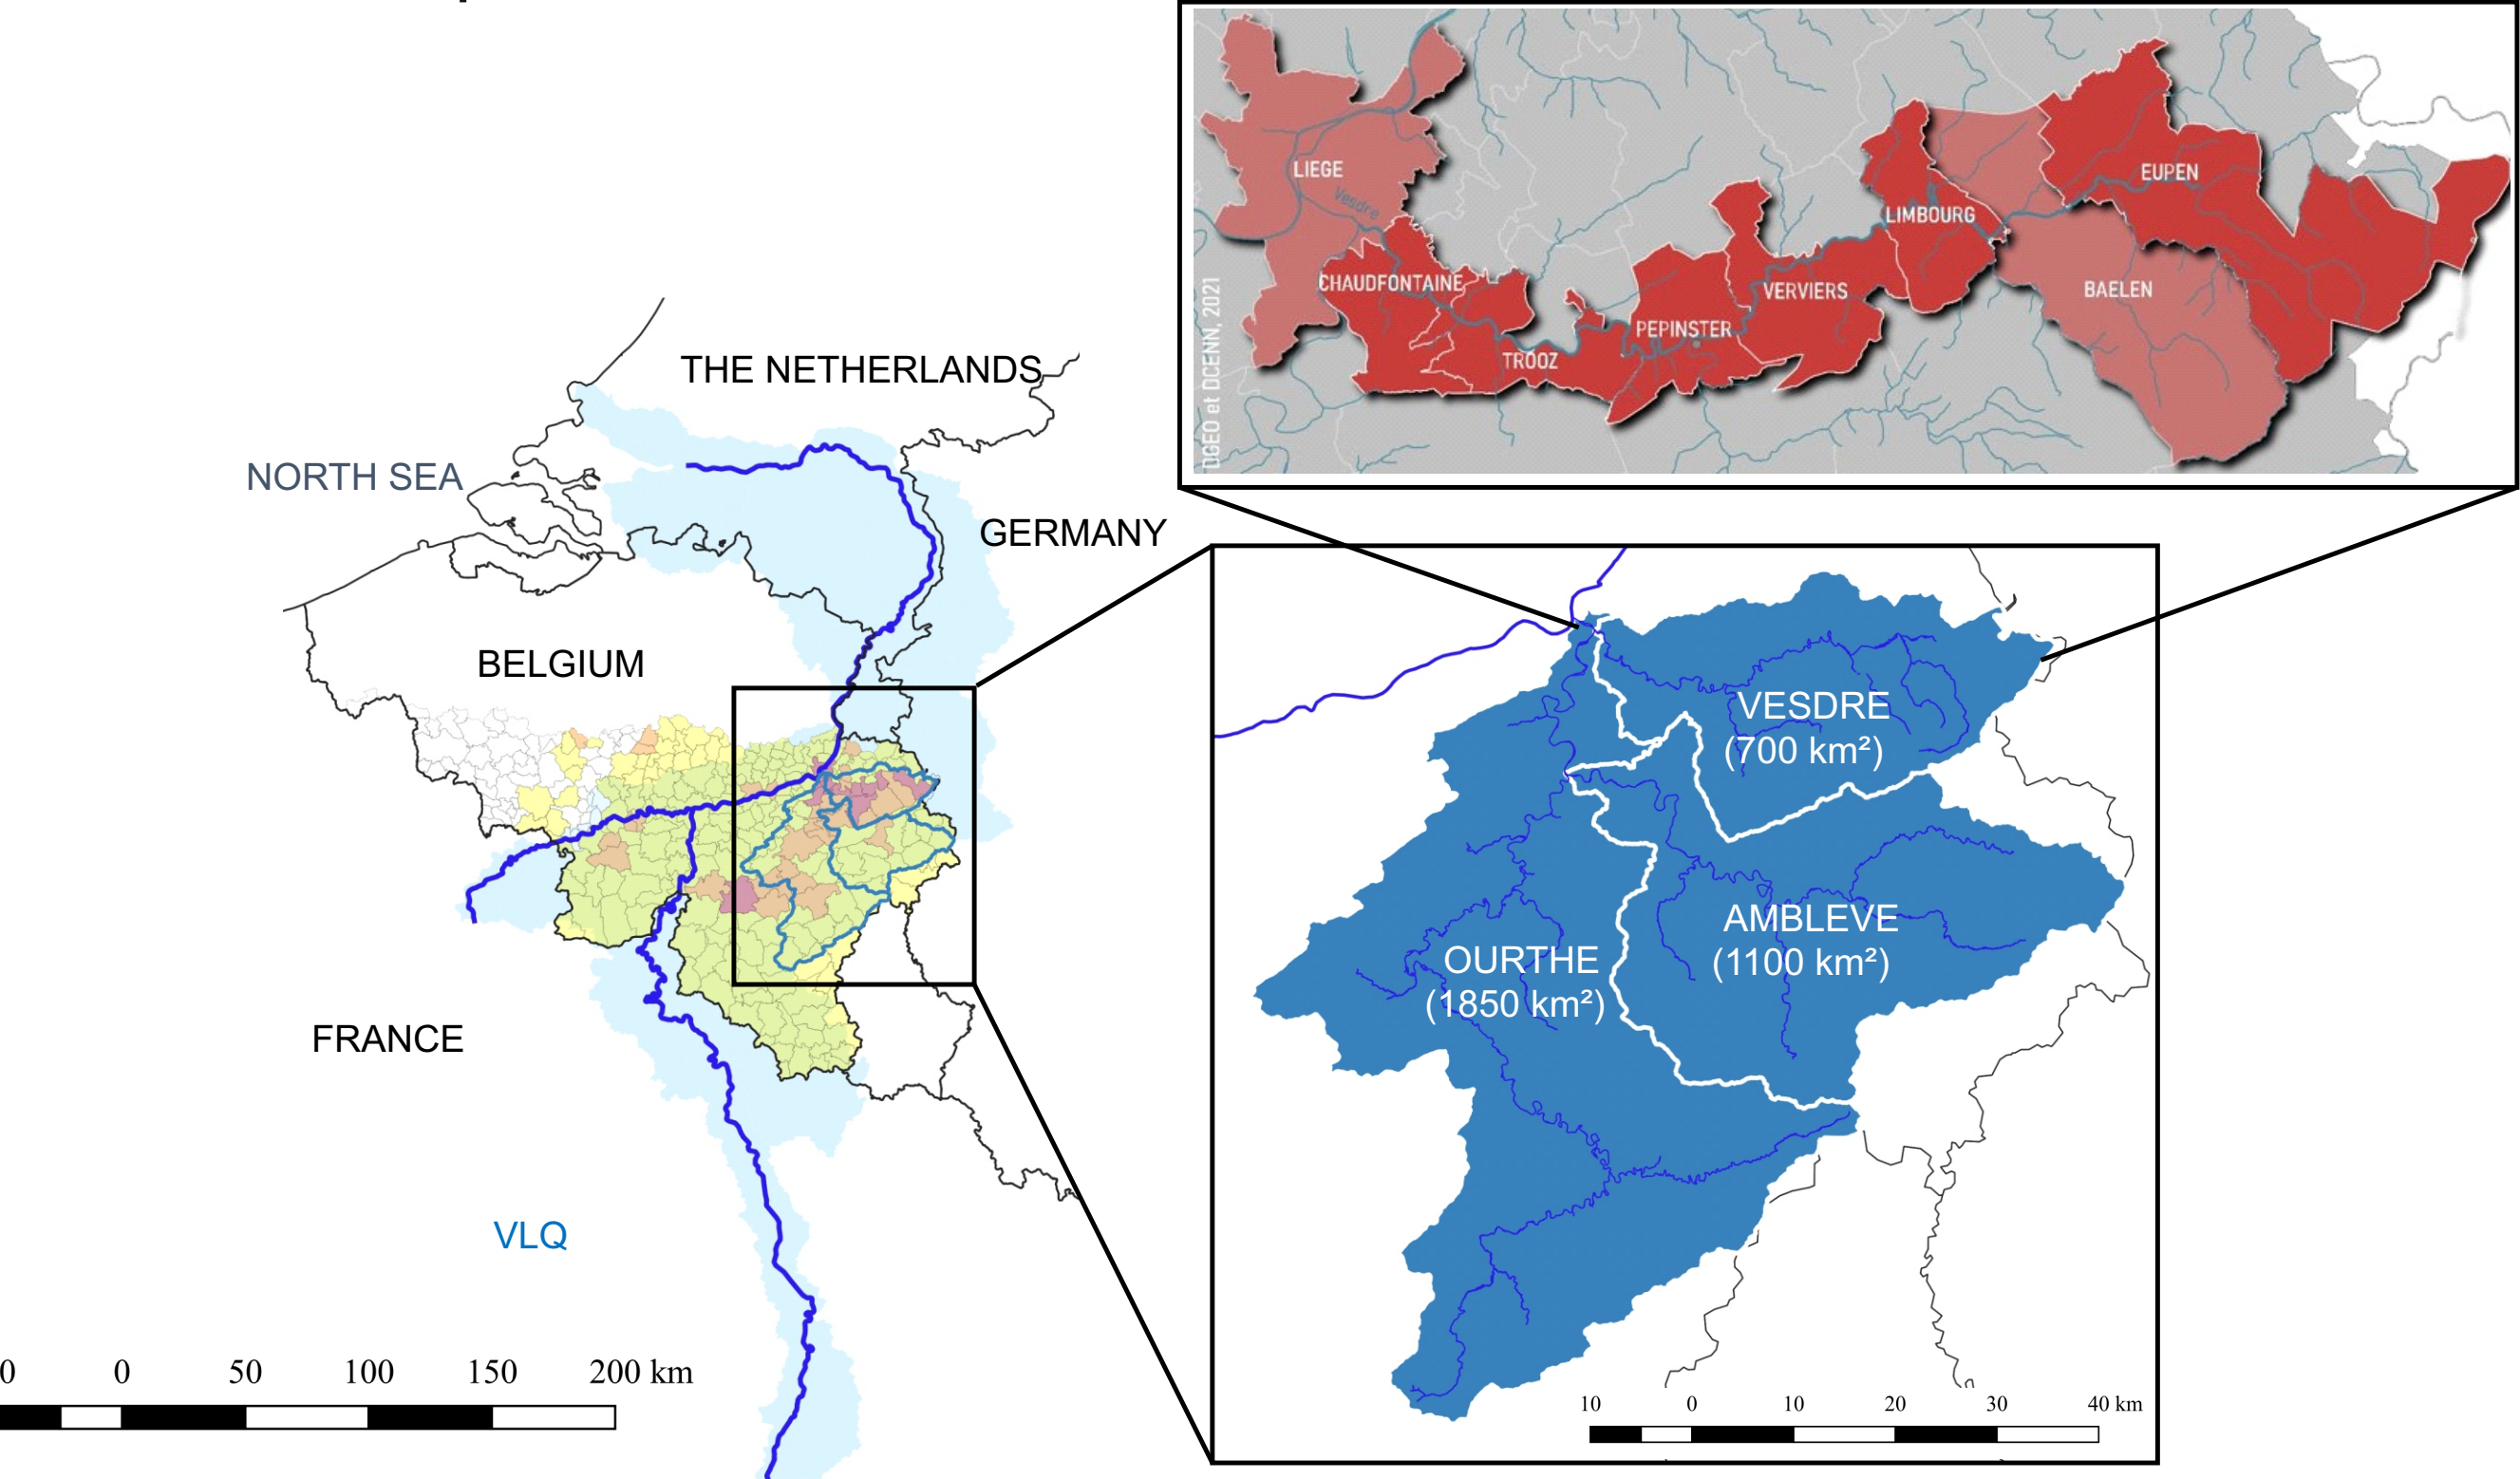 THE NETHERLANDS
NORTH SEA
GERMANY
BELGIUM
FRANCE
VLQ
0 0 50 100 150 200 km
LIEGE
Vesdre
EUPEN
LIMBOURG
CHAUDFONTAINE
VERVIERS
BAELEN
PEPINSTER
TROOZ
DGEO et DCENN, 2021
VESDRE
(700 km²)
AMBLEVE
(1100 km²)
OURTHE
(1850 km²)
10 0 10 20 30 40 km